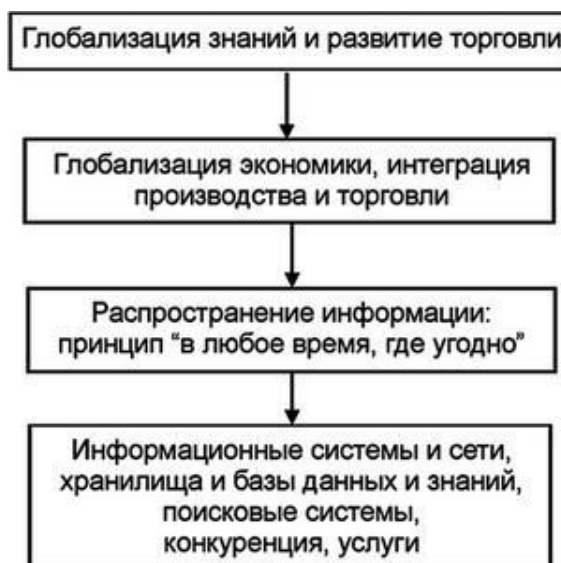 Глобализация знаний и развитие торговли
Глобализация экономики, интеграция
производства и торговли
Распространение информации:
принцип “в любое время, где угодно”
Информационные системы и сети,
хранилища и базы данных и знаний,
поисковые системы,
конкуренция, услуги